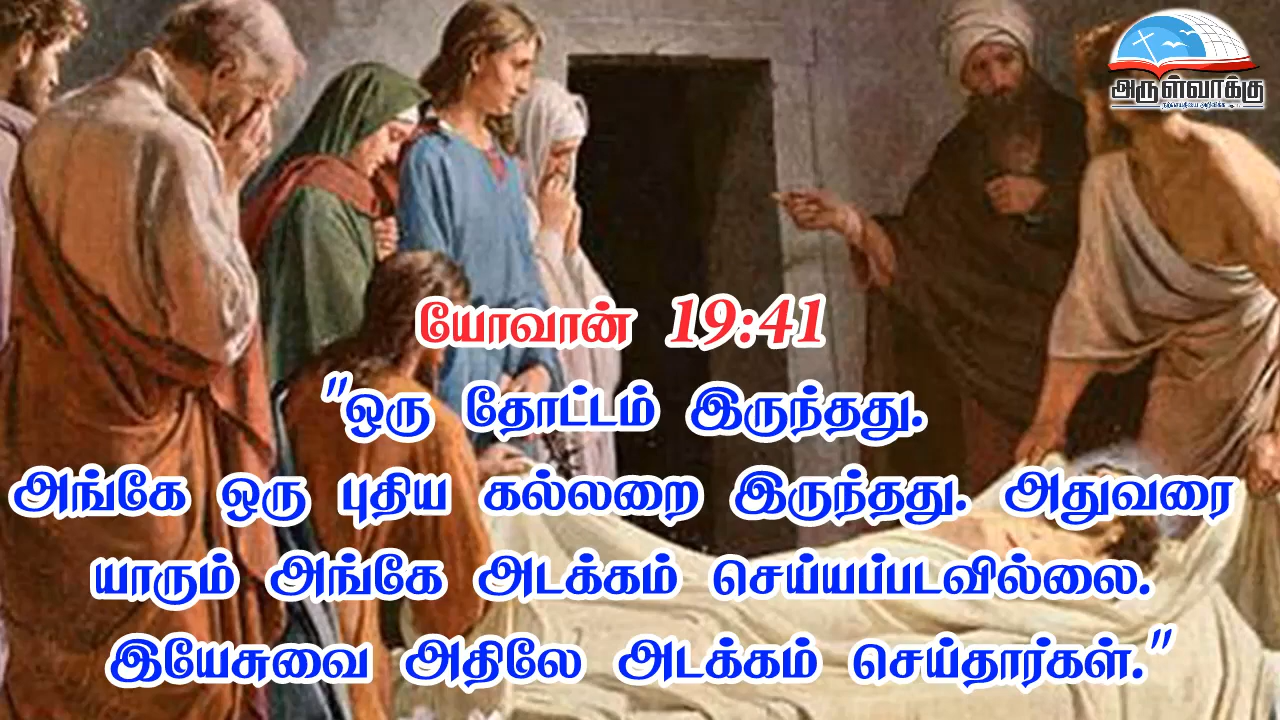 அருள்வாக்கு
யோவான் 19:41
"ஒரு தோட்டம் இருந்தது.
அங்கே ஒரு புதிய கல்லறை இருந்தது. அதுவரை
யாரும் அங்கே அடக்கம் செய்யப்படவில்லை.
இயேசுவை அதிலே அடக்கம் செய்தார்கள்."